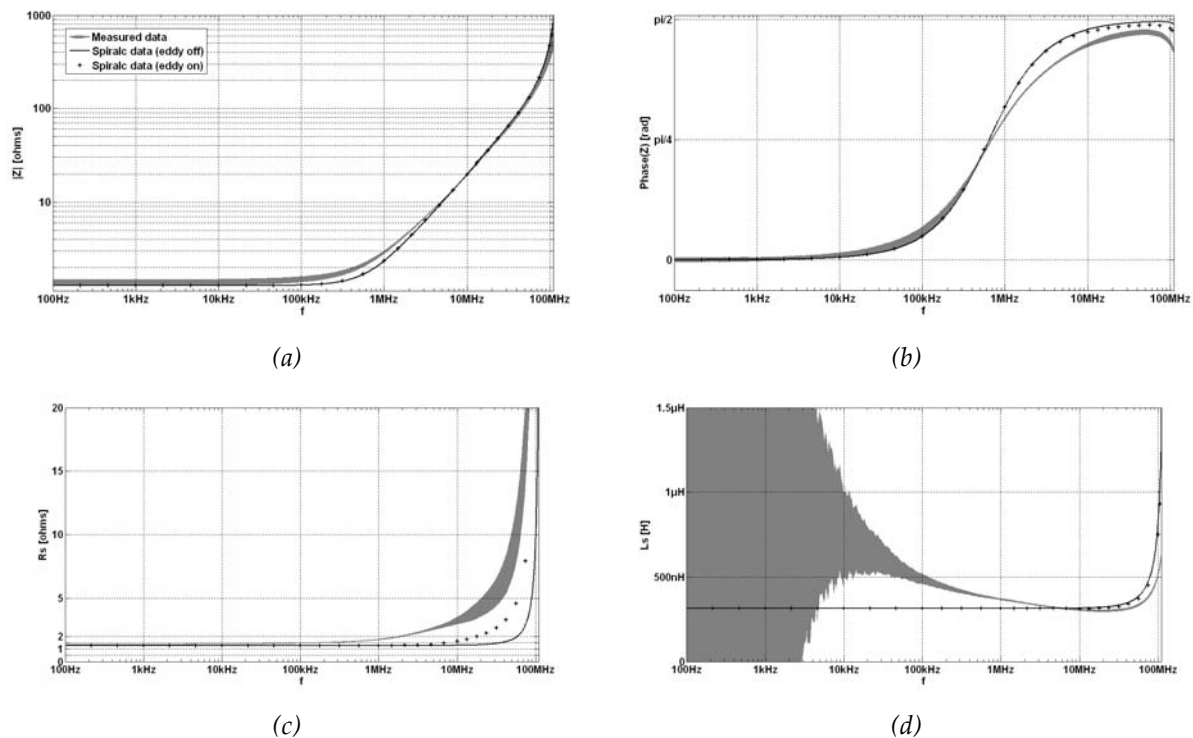 1000
100
10
|Z| [ohms]
Measured data
Spiralc data (eddy off)
Spiralc data (eddy on)
100Hz 1kHz 10kHz 100kHz 1MHz 10MHz 100MHz
f
(a)
pi/2
pi/4
0
Phase(Z) [rad]
100Hz 1kHz 10kHz 100kHz 1MHz 10MHz 100MHz
f
(b)
20
15
10
5
2
1
0
Rs [ohms]
100Hz 1kHz 10kHz 100kHz 1MHz 10MHz 100MHz
f
(c)
1.5µH
1µH
500nH
0
Ls [H]
100Hz 1kHz 10kHz 100kHz 1MHz 10MHz 100MHz
f
(d)